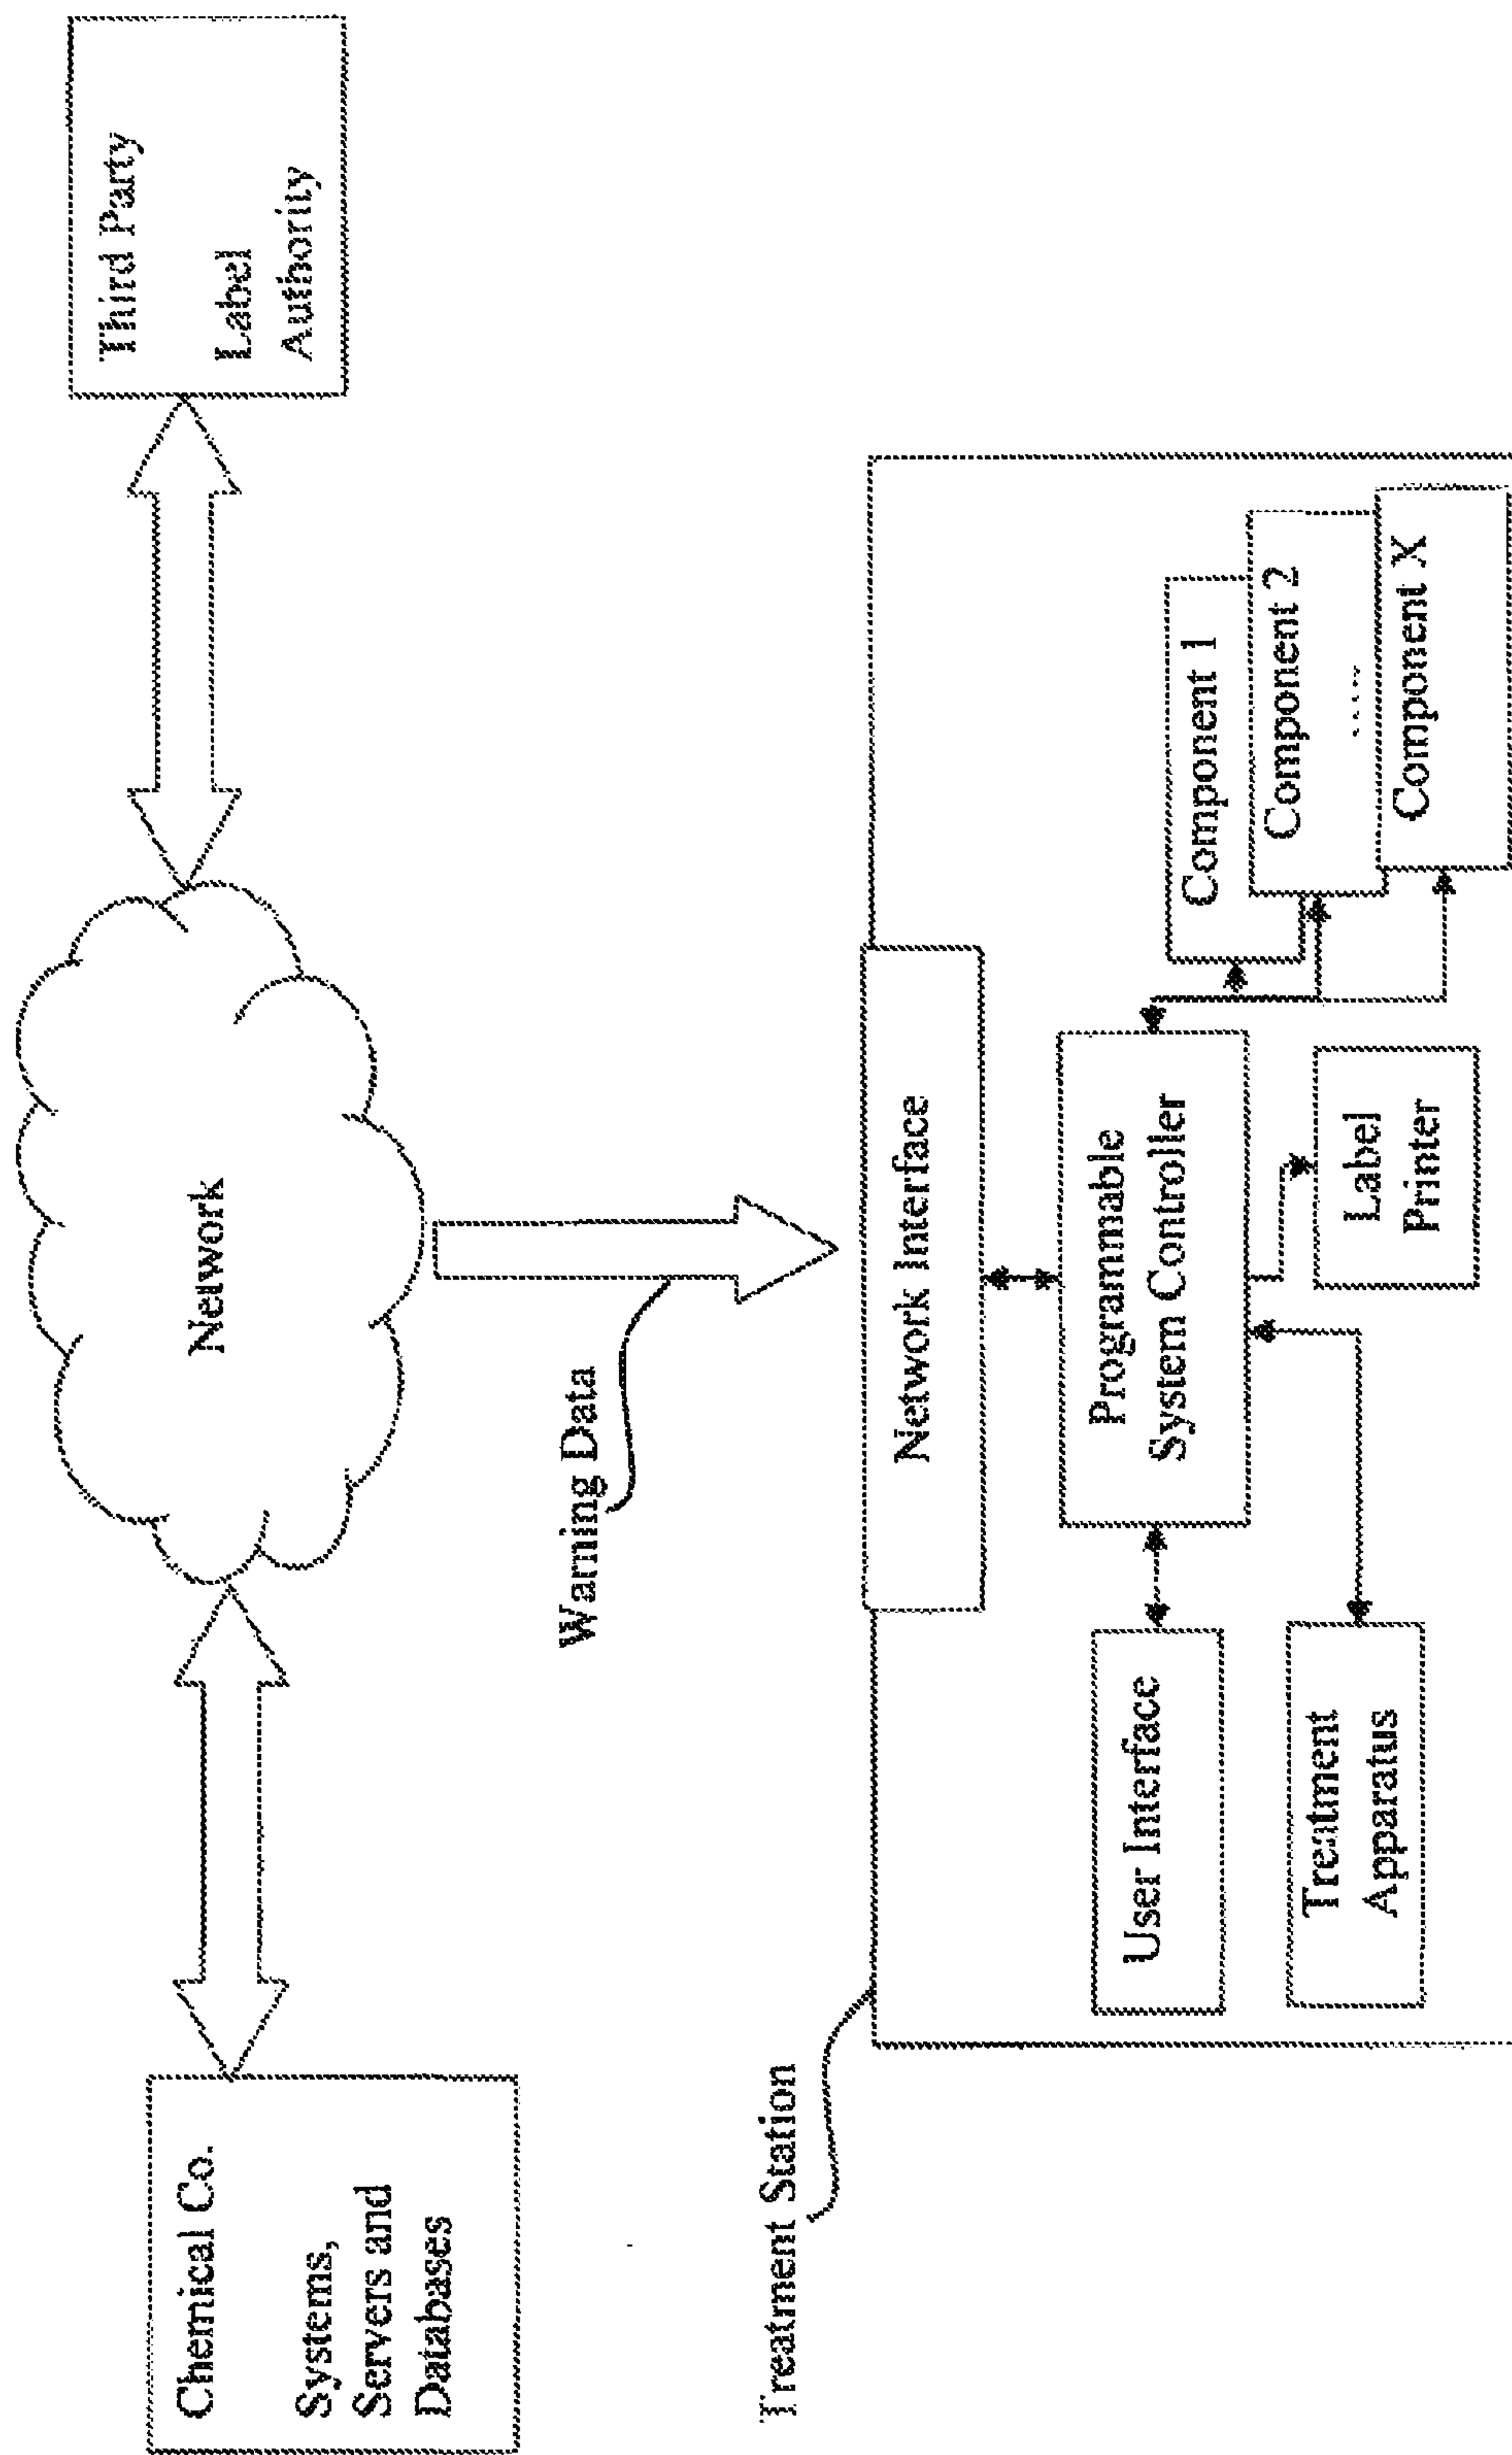 Chemical Co.
Systems,
Servers and
Databases
Network
Third Party
Label
Authority
Warning Data
Treatment Station
Network Interface
User Interface
Programmable
System Controller
Component 1
Component 2
.....
Component X
Treatment
Apparatus
Label
Printer